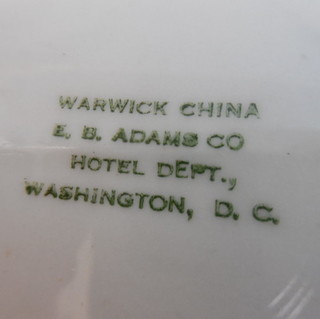 WARWICK CHINA
E. B. ADAMS CO
HOTEL DEPT.,
WASHINGTON, D. C.